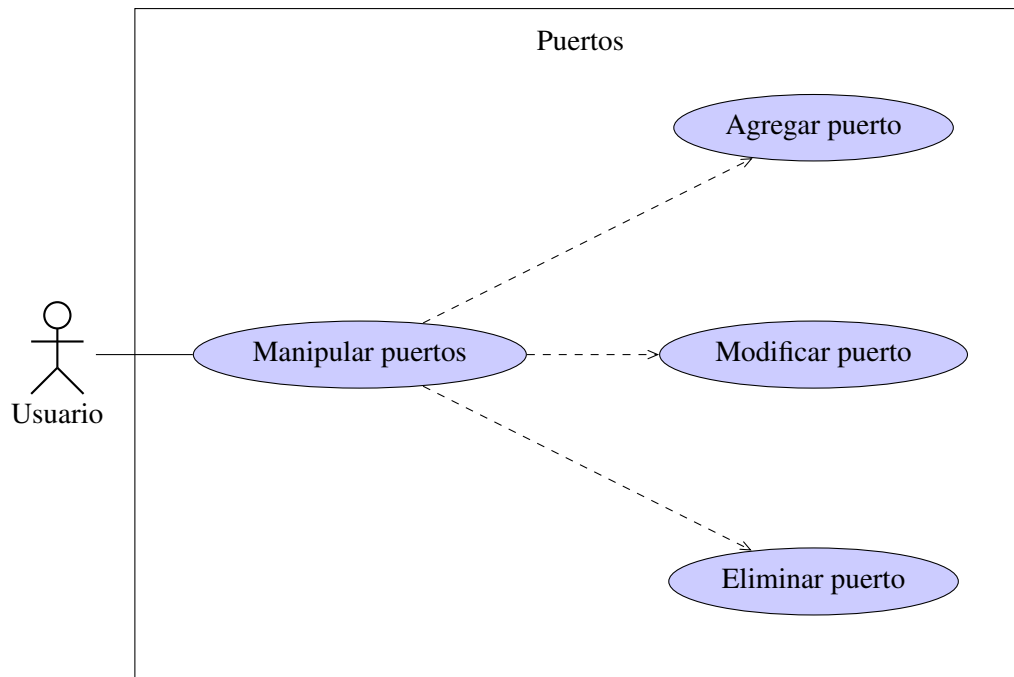 Puertos
Agregar puerto
Manipular puertos
Modificar puerto
Usuario
Eliminar puerto